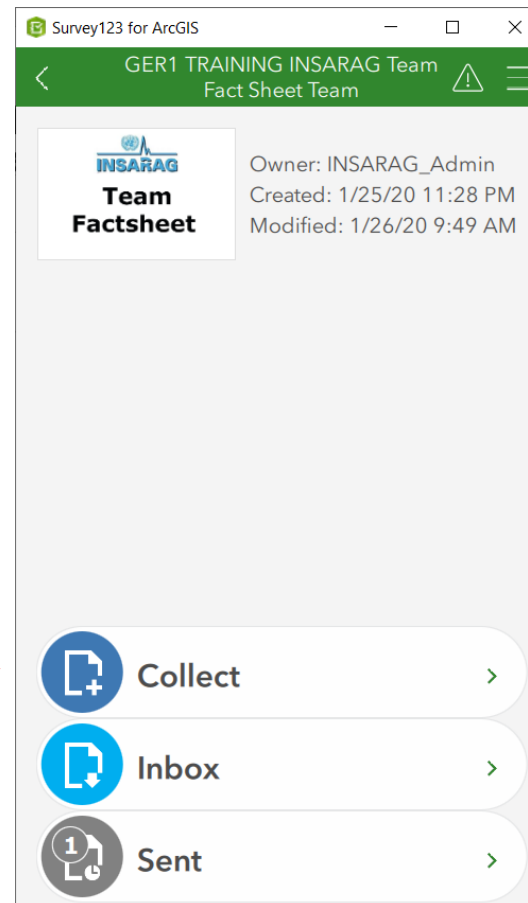 Survey123 for ArcGIS
GER1 TRAINING INSARAG Team
Fact Sheet Team
INSARAG
Team
Factsheet
Owner: INSARAG_Admin
Created: 1/25/20 11:28 PM
Modified: 1/26/20 9:49 AM
Collect
Inbox
1
Sent